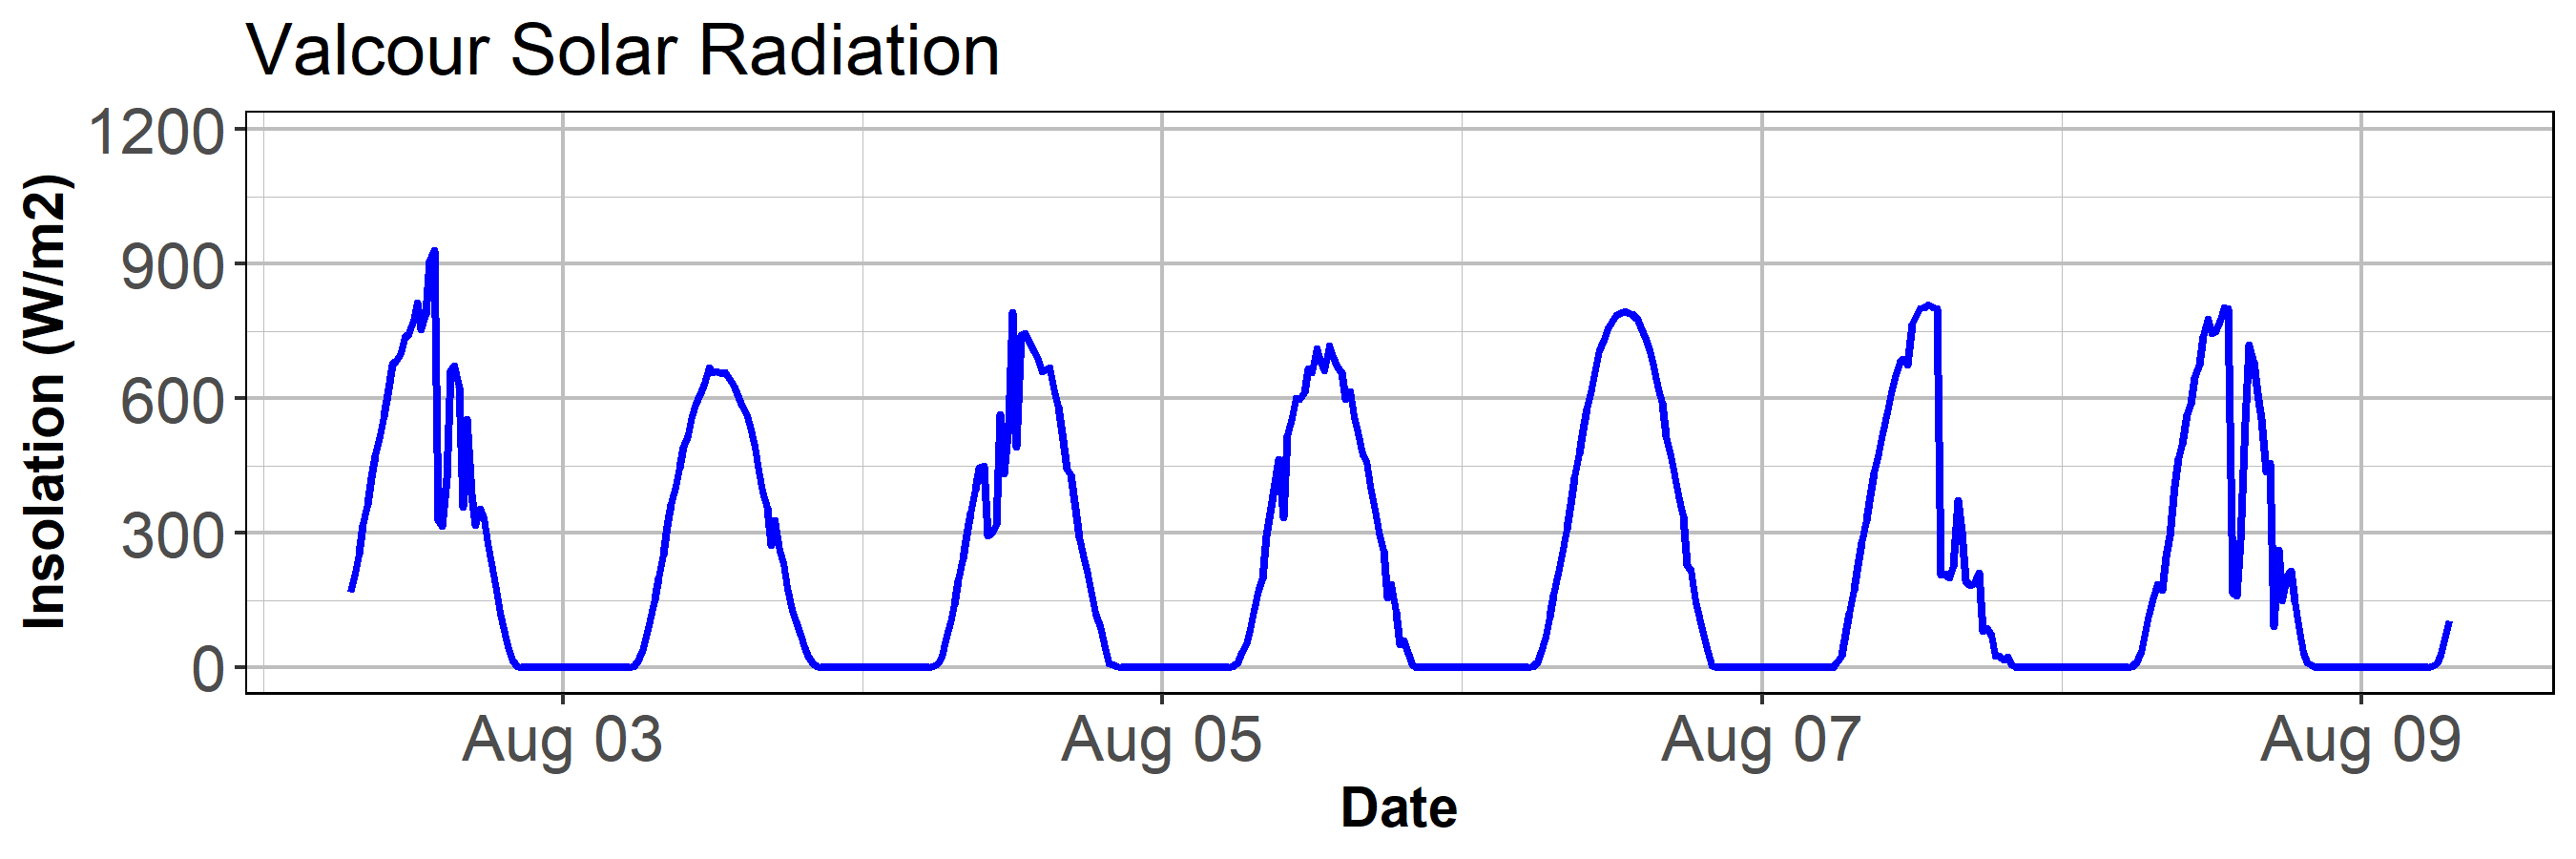 Valcour Solar Radiation
1200
900
600
300
0
Insolation (W/m2)
Aug 03
Aug 05
Aug 07
Aug 09
Date